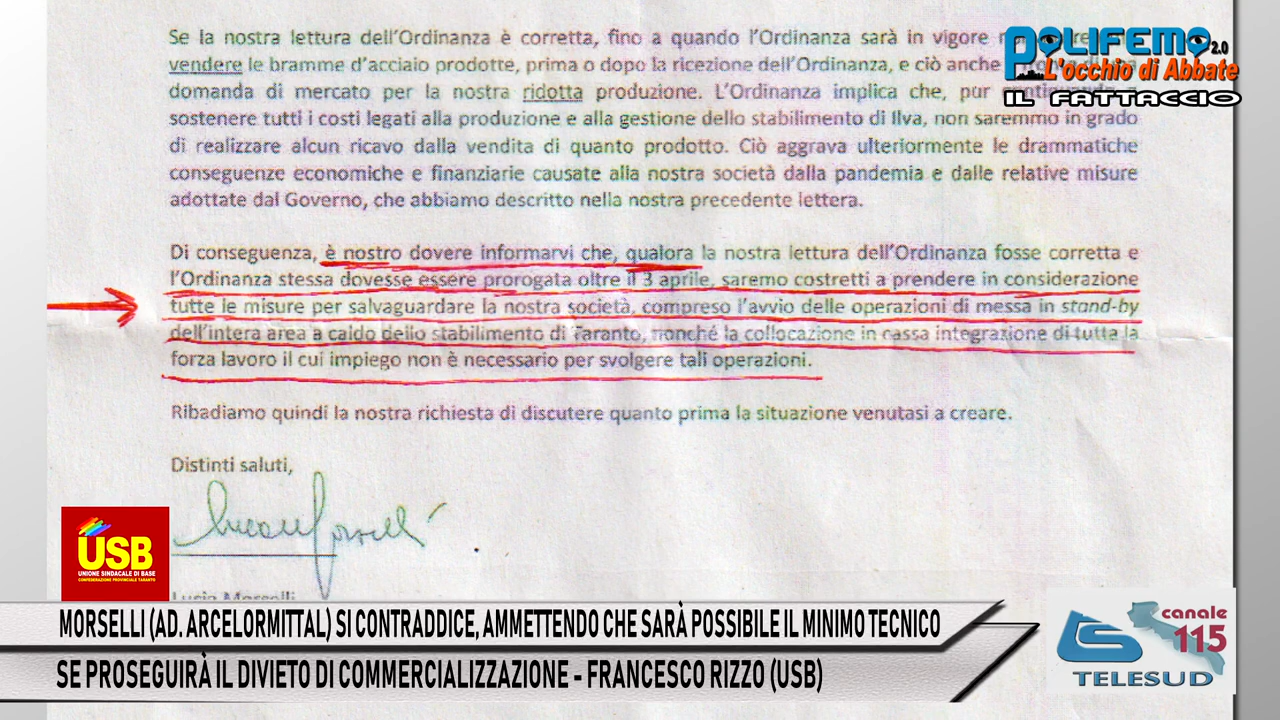 Se la nostra lettura dell'Ordinanza è corretta, fino a quando l'Ordinanza sarà in vigore
vendere le bramme d'acciaio prodotte, prima o dopo la ricezione dell'Ordinanza, e ciò anche
domanda di mercato per la nostra ridotta produzione. L'Ordinanza implica che, pur continuando a
sostenere tutti i costi legati alla produzione e alla gestione dello stabilimento di Ilva, non saremmo in grado
di realizzare alcun ricavo dalla vendita di quanto prodotto. Ciò aggrava ulteriormente le drammatiche
conseguenze economiche e finanziarie causate alla nostra società dalla pandemia e dalle relative misure
adottate dal Governo, che abbiamo descritto nella nostra precedente lettera.
Di conseguenza, è nostro dovere informarvi che, qualora la nostra lettura dell'Ordinanza fosse corretta e
l'Ordinanza stessa dovesse essere prorogata oltre il 3 aprile, saremo costretti a prendere in considerazione
tutte le misure per salvaguardare la nostra società, compreso l'avvio delle operazioni di messa in stand-by
dell'intera area a caldo dello stabilimento di Taranto, nonché la collocazione in cassa integrazione di tutta la
forza lavoro il cui impiego non è necessario per svolgere tali operazioni.
Ribadiamo quindi la nostra richiesta di discutere quanto prima la situazione venutasi a creare.
Distinti saluti,
Lucia Morselli
Lucia Morselli
POLIFEMO 2.0
L'occhio di Abbate
IL FATTACCIO
USB
UNIONE SINDACALE DI BASE
CONFEDERAZIONE PROVINCIALE TARANTO
MORSELLI (AD. ARCELORMITTAL) SI CONTRADDICE, AMMETTENDO CHE SARÀ POSSIBILE IL MINIMO TECNICO
SE PROSEGUIRÀ IL DIVIETO DI COMMERCIALIZZAZIONE – FRANCESCO RIZZO (USB)
canale
115
TELESUD